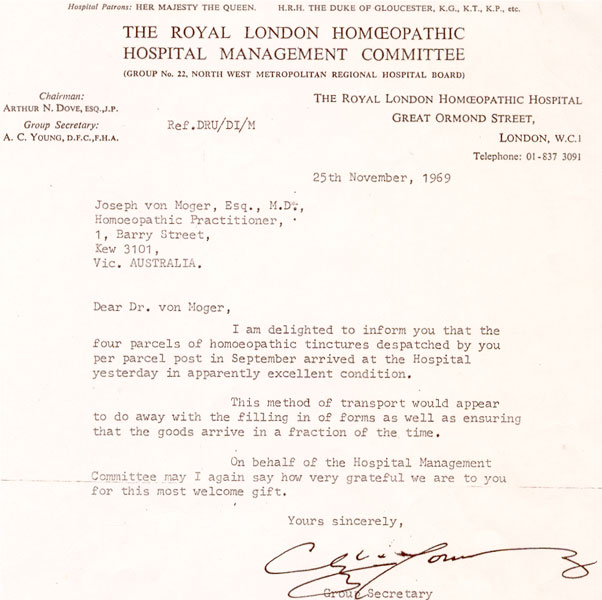 Hospital Patrons: HER MAJESTY THE QUEEN. H.R.H. THE DUKE OF GLOUCESTER, K.G., K.T., K.P., etc.
THE ROYAL LONDON HOMŒOPATHIC
HOSPITAL MANAGEMENT COMMITTEE
(GROUP No. 22, NORTH WEST METROPOLITAN REGIONAL HOSPITAL BOARD)
Chairman:
ARTHUR N. DOVE, ESQ., J.P.
Group Secretary:
A. C. YOUNG, D.F.C., F.H.A.
Ref.DRU/DI/M
THE ROYAL LONDON HOMŒOPATHIC HOSPITAL
GREAT ORMOND STREET,
LONDON, W.C.1
Telephone: 01-837 3091
25th November, 1969
Joseph von Moger, Esq., M.D.,
Homoeopathic Practitioner,
1, Barry Street,
Kew 3101,
Vic. AUSTRALIA.
Dear Dr. von Moger,
I am delighted to inform you that the
four parcels of homoeopathic tinctures despatched by you
per parcel post in September arrived at the Hospital
yesterday in apparently excellent condition.
This method of transport would appear
to do away with the filling in of forms as well as ensuring
that the goods arrive in a fraction of the time.
On behalf of the Hospital Management
Committee may I again say how very grateful we are to you
for this most welcome gift.
Yours sincerely,
Group Secretary